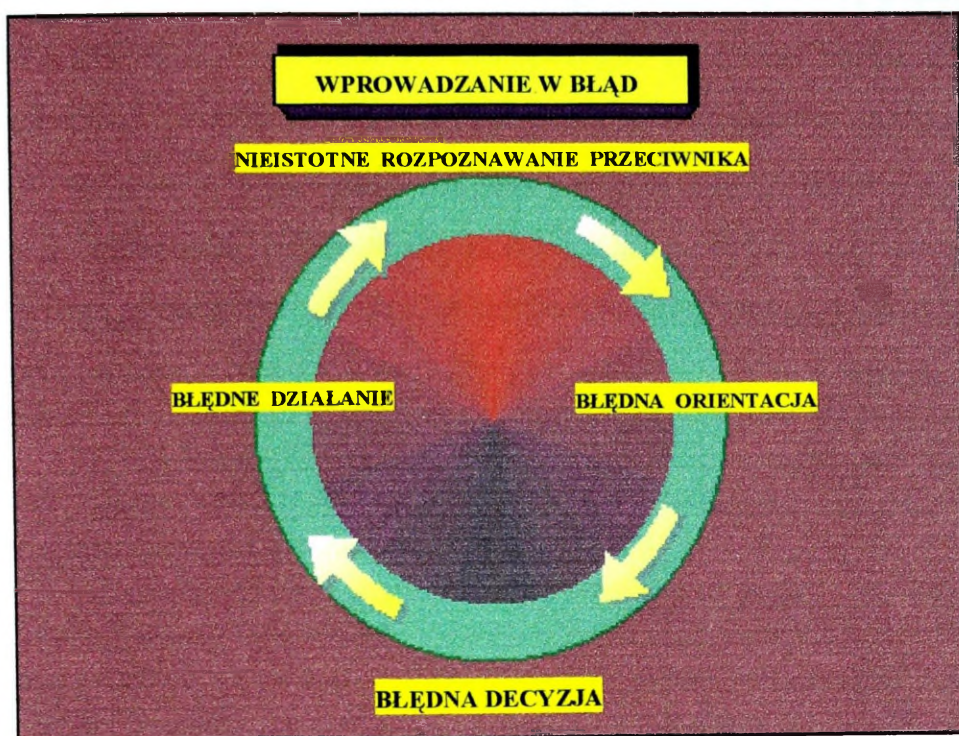 WPROWADZANIE W BŁĄD
NIEISTOTNE ROZPOZNAWANIE PRZECIWNIKA
BŁĘDNE DZIAŁANIE
BŁĘDNA ORIENTACJA
BŁĘDNA DECYZJA